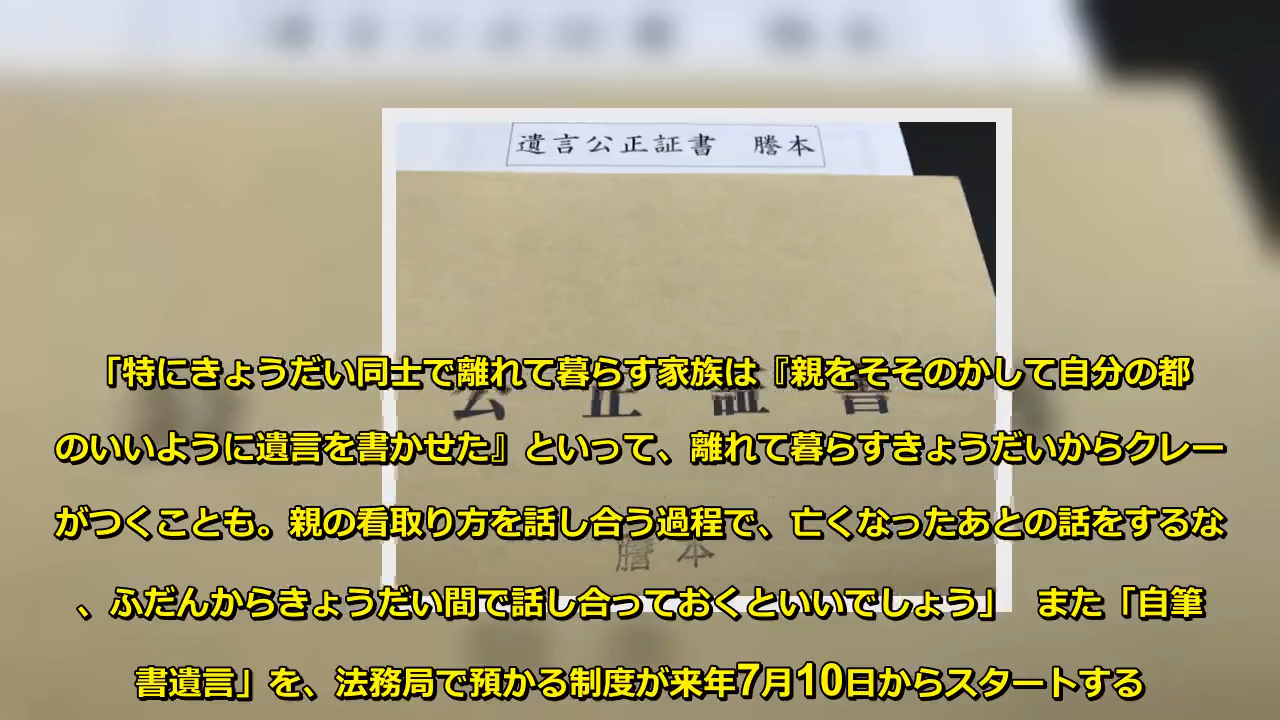 遺言公正証書 謄本
「特にきょうだい同士で離れて暮らす家族は『親をそそのかして自分の都
公正証書
のいいように遺言を書かせた』といって、離れて暮らすきょうだいからクレー
がつくことも。親の看取り方を話し合う過程で、亡くなったあとの話をするな
謄本
、ふだんからきょうだい間で話し合っておくといいでしょう」 また「自筆
書遺言」を、法務局で預かる制度が来年7月10日からスタートする